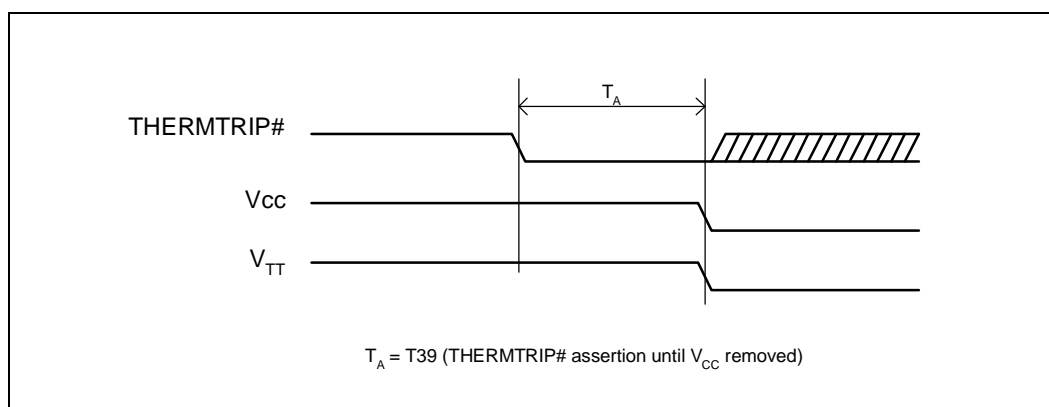 T_A
THERMTRIP#
Vcc
V_TT
T_A = T39 (THERMTRIP# assertion until V_CC removed)